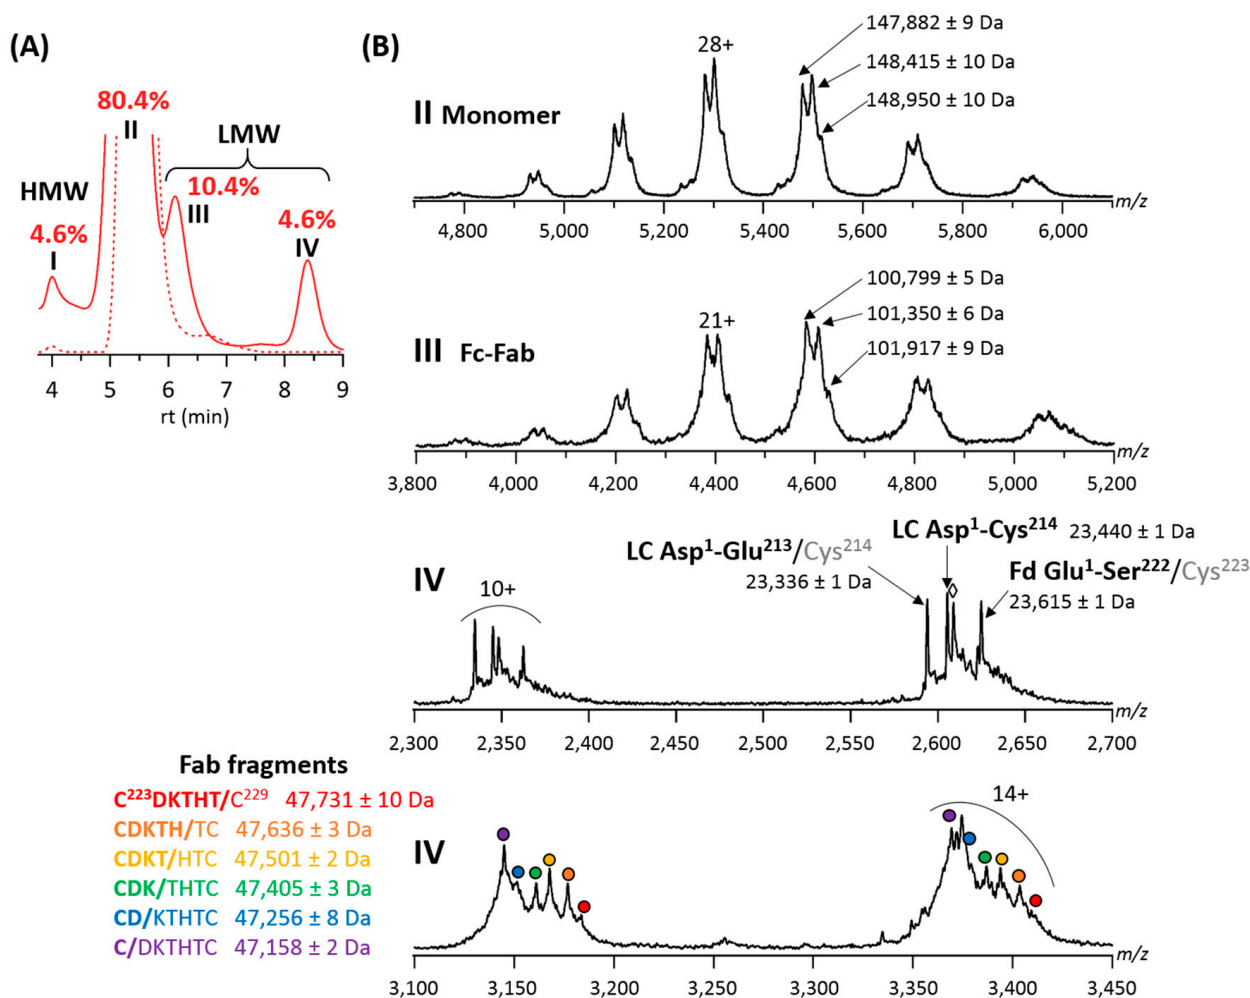 (A)
80.4%
II
LMW
HMW
10.4%
III
4.6%
I
4.6%
IV
4 5 6 7 8 9
rt (min)
(B)
II Monomer
28+
147,882 ± 9 Da
148,415 ± 10 Da
148,950 ± 10 Da
4,800 5,000 5,200 5,400 5,600 5,800 6,000 m/z
III Fc-Fab
21+
100,799 ± 5 Da
101,350 ± 6 Da
101,917 ± 9 Da
3,800 4,000 4,200 4,400 4,600 4,800 5,000 5,200 m/z
IV
10+
LC Asp¹-Glu²¹³/Cys²¹⁴
23,336 ± 1 Da
LC Asp¹-Cys²¹⁴ 23,440 ± 1 Da
Fd Glu¹-Ser²²²/Cys²²³
23,615 ± 1 Da
2,300 2,350 2,400 2,450 2,500 2,550 2,600 2,650 2,700 m/z
Fab fragments
C²²³DKTHT/C²²⁹ 47,731 ± 10 Da
CDKTH/TC 47,636 ± 3 Da
CDKT/HTC 47,501 ± 2 Da
CDK/THTC 47,405 ± 3 Da
CD/KTHTC 47,256 ± 8 Da
C/DKTHTC 47,158 ± 2 Da
IV
14+
3,100 3,150 3,200 3,250 3,300 3,350 3,400 3,450 m/z